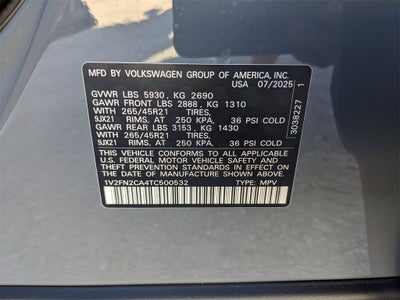 MFD BY VOLKSWAGEN GROUP OF AMERICA, INC.
USA 07/2025
GVWR LBS 5930, KG 2690
GAWR FRONT LBS 2888, KG 1310
WITH 265/45R21 TIRES,
9JX21 RIMS, AT 250 KPA, 36 PSI COLD
GAWR REAR LBS 3153, KG 1430
WITH 265/45R21 TIRES,
9JX21 RIMS, AT 250 KPA, 36 PSI COLD
THIS VEHICLE CONFORMS TO ALL APPLICABLE
U.S. FEDERAL MOTOR VEHICLE SAFETY, BUMPER, AND
THEFT PREVENTION STANDARDS IN EFFECT ON THE
DATE OF MANUFACTURE SHOWN ABOVE.
1V2FN2CA4TC500532 TYPE: MPV
3038227 1